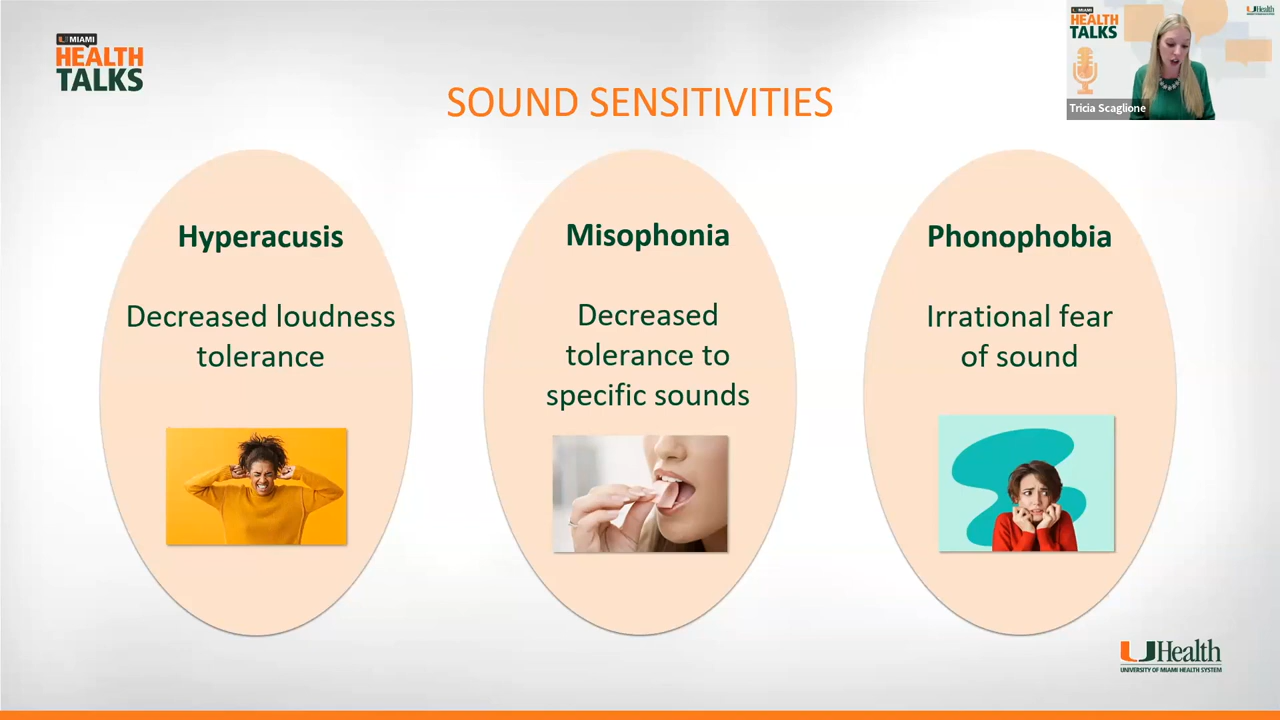 U MIAMI
HEALTH
TALKS
SOUND SENSITIVITIES
U MIAMI
HEALTH
TALKS
UHealth
Tricia Scaglione
Hyperacusis
Decreased loudness
tolerance
Misophonia
Decreased
tolerance to
specific sounds
Phonophobia
Irrational fear
of sound
UHealth
UNIVERSITY OF MIAMI HEALTH SYSTEM